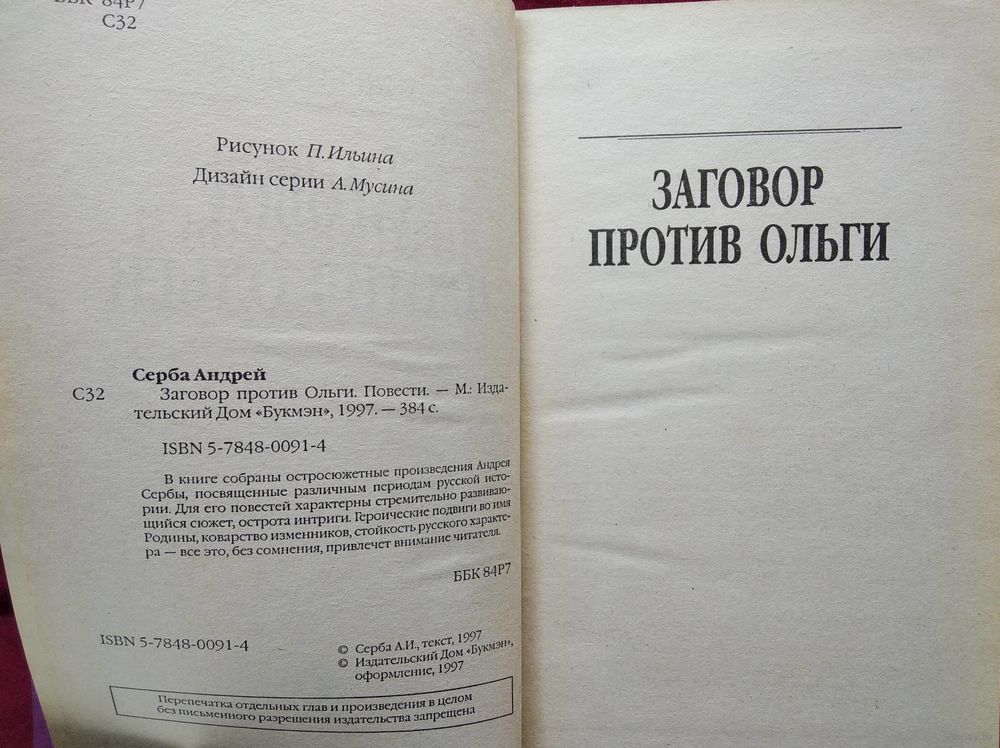 ББК 84Р7
С32
Рисунок П. Ильина
Дизайн серии А. Мусина
Серба Андрей
С32 Заговор против Ольги. Повести. — М.: Изда-
тельский Дом «Букмэн», 1997. — 384 с.
ISBN 5-7848-0091-4
В книге собраны остросюжетные произведения Андрея
Сербы, посвященные различным периодам русской исто-
рии. Для его повестей характерны стремительно развиваю-
щийся сюжет, острота интриги. Героические подвиги во имя
Родины, коварство изменников, стойкость русского характе-
ра — все это, без сомнения, привлечет внимание читателя.
ББК 84Р7
ISBN 5-7848-0091-4
© Серба А.И., текст, 1997
© Издательский Дом «Букмэн»,
оформление, 1997
Перепечатка отдельных глав и произведения в целом
без письменного разрешения издательства запрещена
ЗАГОВОР
ПРОТИВ ОЛЬГИ